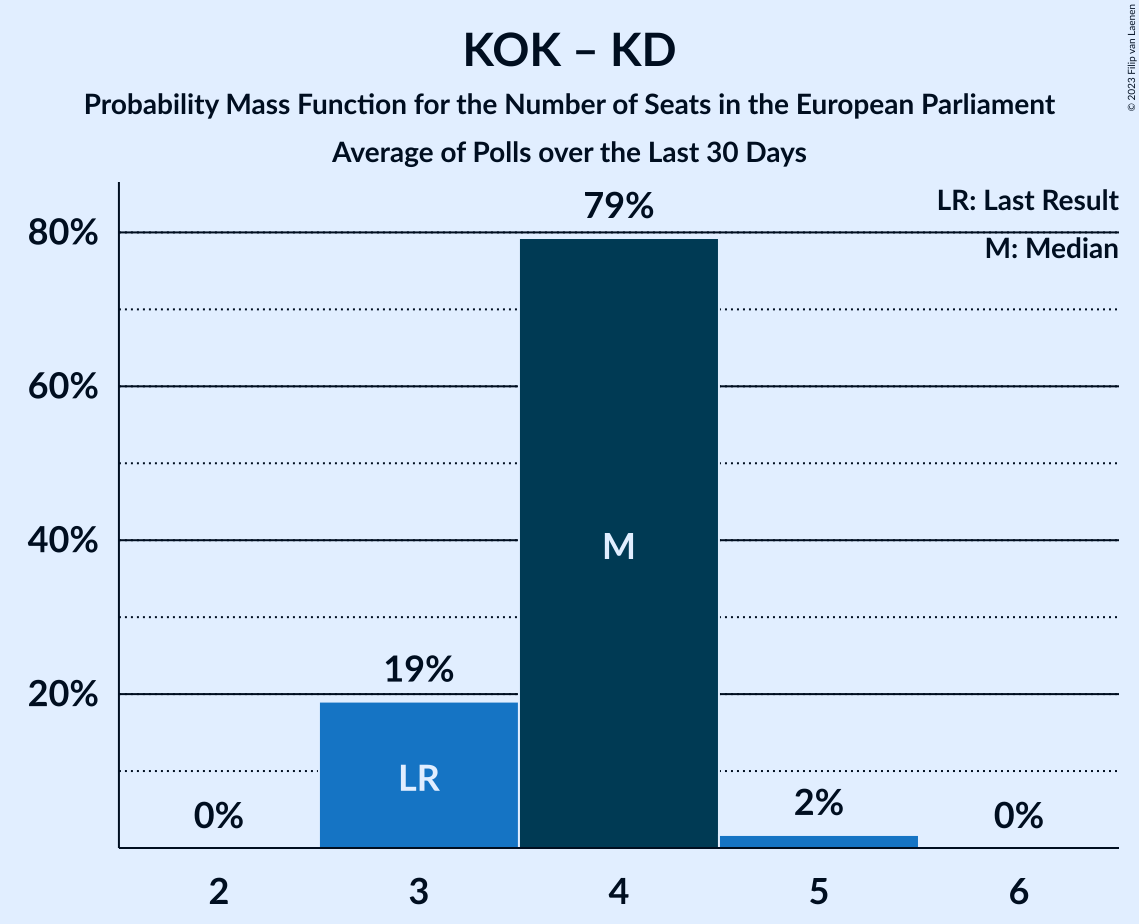 KOK – KD
Probability Mass Function for the Number of Seats in the European Parliament
Average of Polls over the Last 30 Days
© 2023 Filip van Laenen
LR: Last Result
M: Median
80%
60%
40%
20%
0%
19%
79%
2%
0%
LR
M
2
3
4
5
6